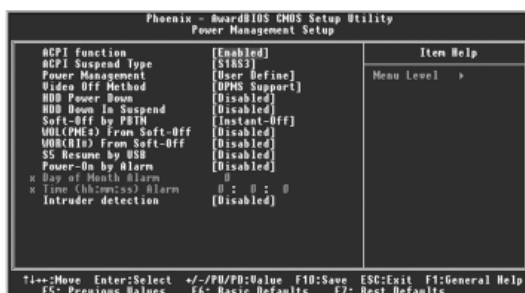 Phoenix - AwardBIOS CMOS Setup Utility
Power Management Setup
ACPI function [Enabled]
ACPI Suspend Type [S1&S3]
Power Management [User Define]
Video Off Method [DPMS Support]
HDD Power Down [Disabled]
HDD Down In Suspend [Disabled]
Soft-Off by PBTN [Instant-Off]
WOL(PME#) From Soft-Off [Disabled]
WOR(RI#) From Soft-Off [Disabled]
S5 Resume by USB [Disabled]
Power-On by Alarm [Disabled]
x Day of Month Alarm 0
x Time (hh:mm:ss) Alarm 0 : 0 : 0
Intruder detection [Disabled]
Item Help
Menu Level ▸
↑↓→←:Move Enter:Select +/-/PU/PD:Value F10:Save ESC:Exit F1:General Help
F5: Previous Values F6: Basic Defaults F7: Best Defaults